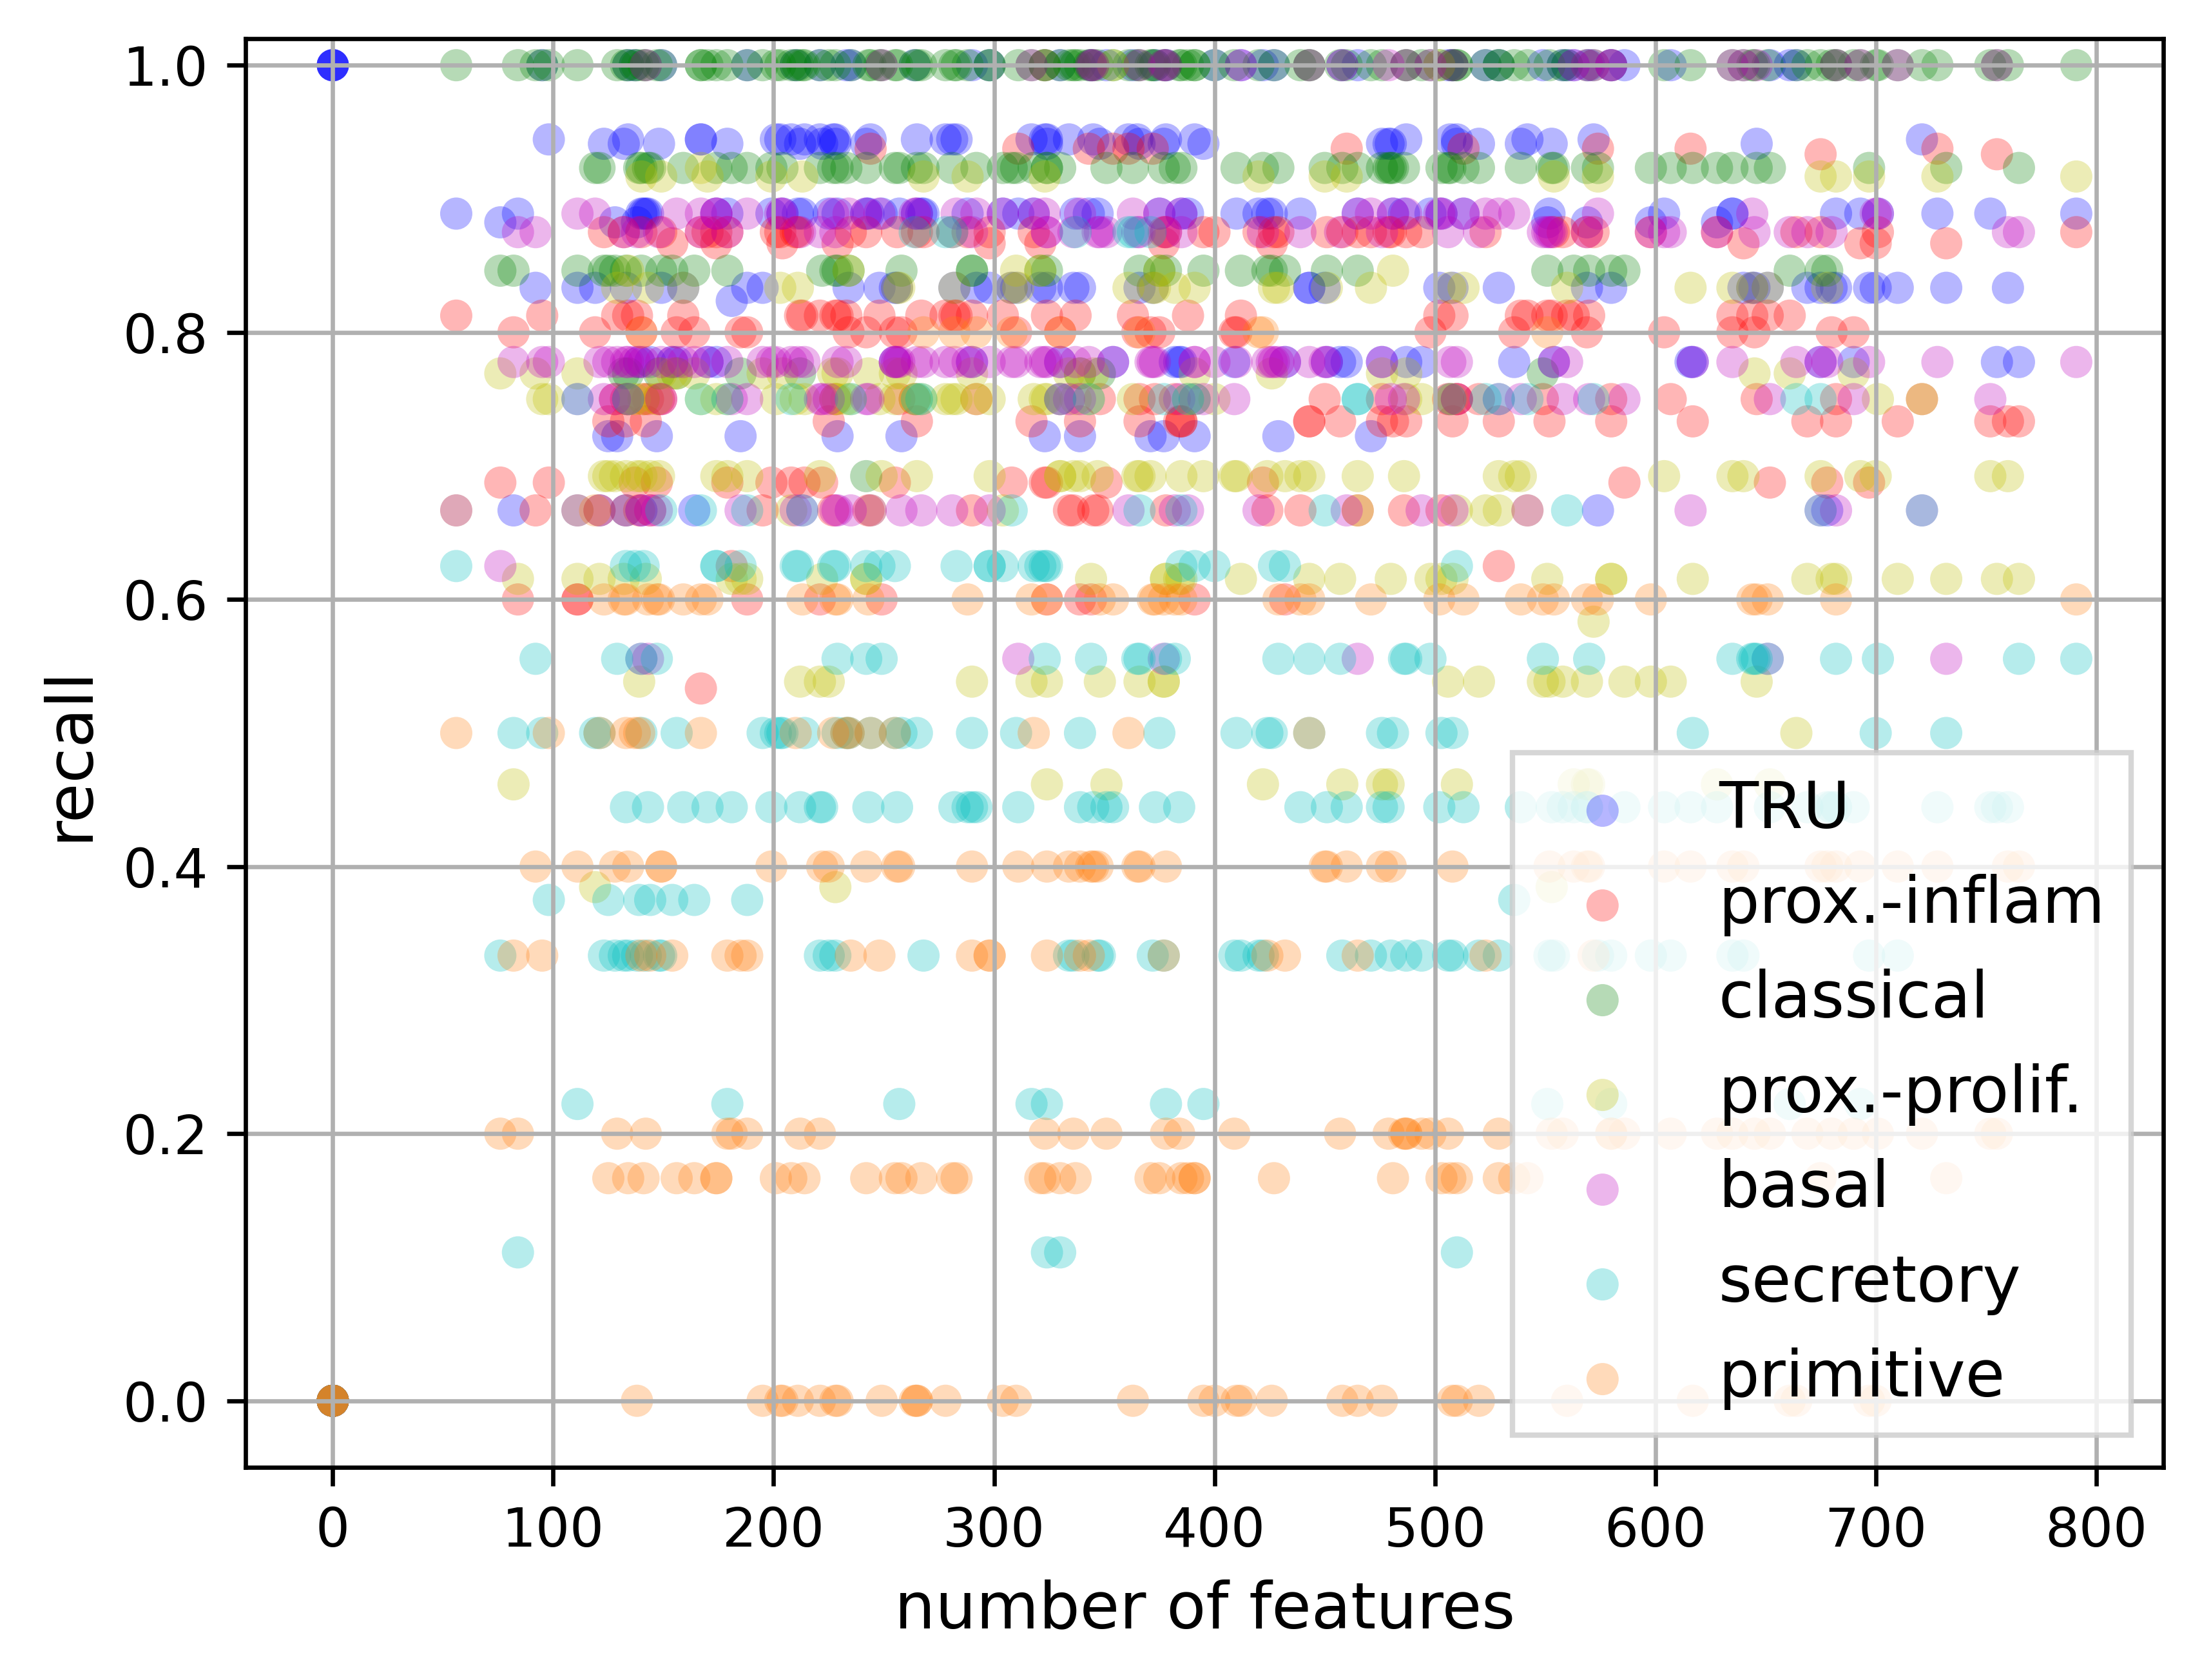 1.0
0.8
0.6
0.4
0.2
0.0
recall
TRU
prox.-inflam
classical
prox.-prolif.
basal
secretory
primitive
0 100 200 300 400 500 600 700 800
number of features